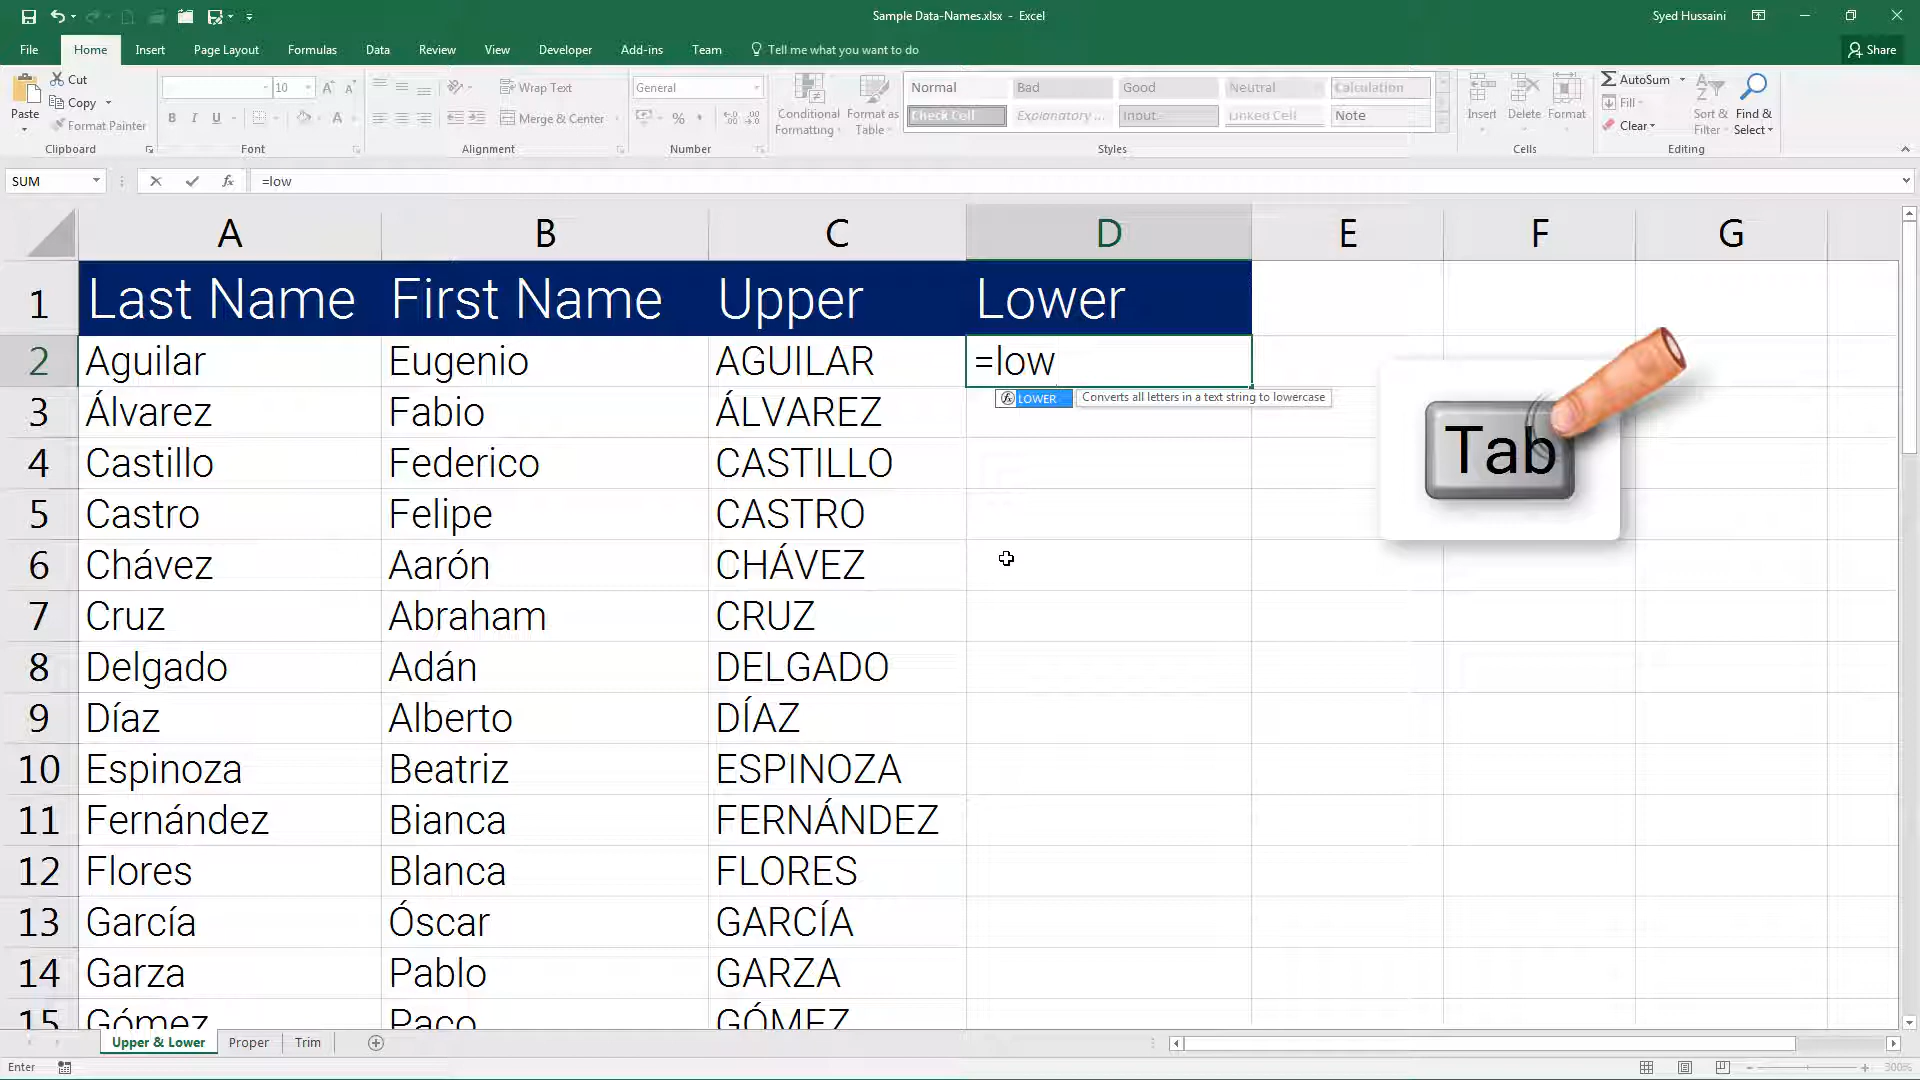 Sample Data-Names.xlsx - Excel
Syed Hussaini
File Home Insert Page Layout Formulas Data Review View Developer Add-ins Team Tell me what you want to do Share
Paste
Cut
Copy
Format Painter
Clipboard
10
B I U A
Font
Wrap Text
Merge & Center
Alignment
General
%
Number
Conditional Formatting
Format as Table
Normal Bad Good Neutral Calculation
Check Cell Explanatory ... Input Linked Cell Note
Styles
Insert Delete Format
Cells
AutoSum
Fill
Clear
Sort & Filter
Find & Select
Editing
SUM fx =low
A B C D E F G
1 Last Name First Name Upper Lower
2 Aguilar Eugenio AGUILAR =low
LOWER Converts all letters in a text string to lowercase
3 Álvarez Fabio ÁLVAREZ
4 Castillo Federico CASTILLO
5 Castro Felipe CASTRO
6 Chávez Aarón CHÁVEZ
7 Cruz Abraham CRUZ
8 Delgado Adán DELGADO
9 Díaz Alberto DÍAZ
10 Espinoza Beatriz ESPINOZA
11 Fernández Bianca FERNÁNDEZ
12 Flores Blanca FLORES
13 García Óscar GARCÍA
14 Garza Pablo GARZA
15 Gómez Paco GÓMEZ
Tab
Upper & Lower Proper Trim
Enter
300%